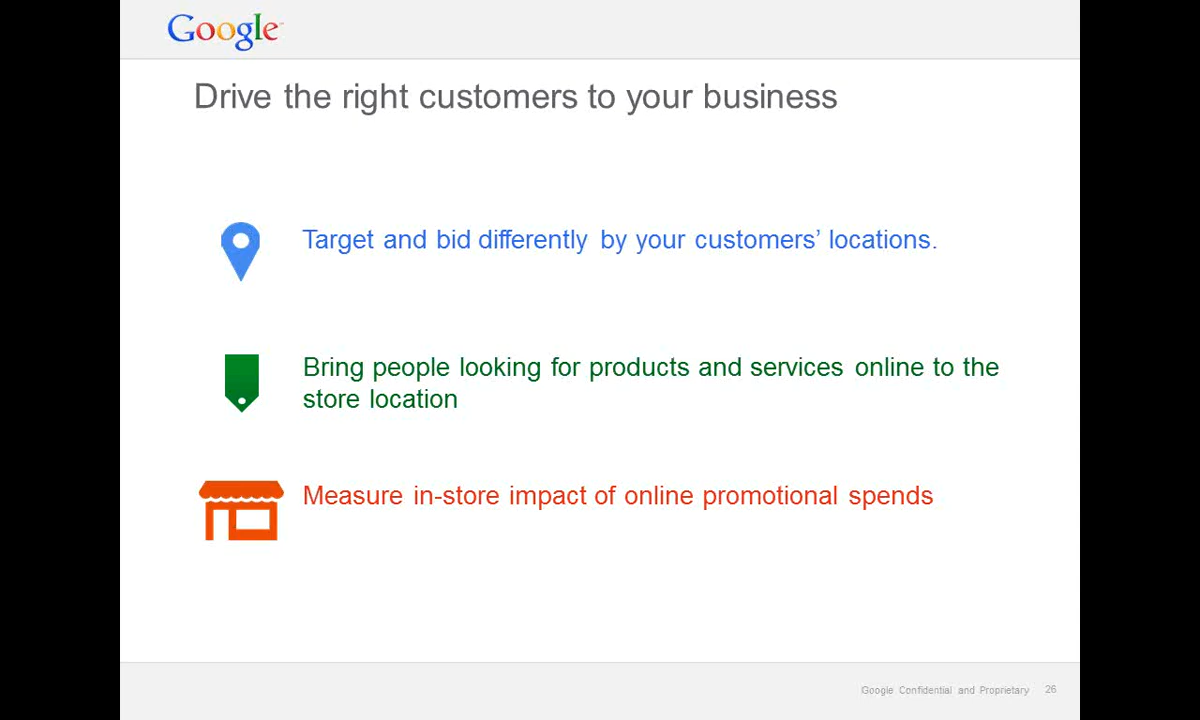 Google
Drive the right customers to your business
Target and bid differently by your customers’ locations.
Bring people looking for products and services online to the
store location
Measure in-store impact of online promotional spends
Google Confidential and Proprietary 26